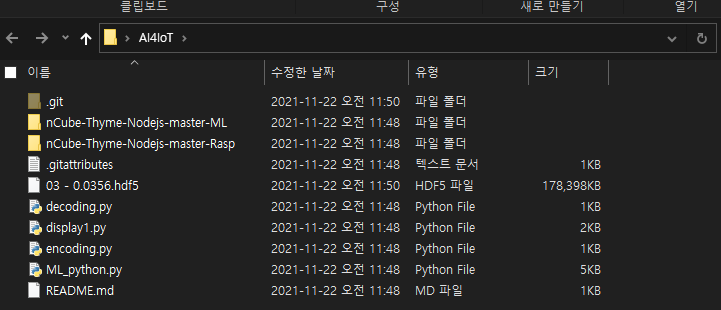 클립보드 구성 새로 만들기 열기
AI4IoT
이름 수정한 날짜 유형 크기
.git 2021-11-22 오전 11:50 파일 폴더
nCube-Thyme-Nodejs-master-ML 2021-11-22 오전 11:48 파일 폴더
nCube-Thyme-Nodejs-master-Rasp 2021-11-22 오전 11:48 파일 폴더
.gitattributes 2021-11-22 오전 11:48 텍스트 문서 1KB
03 - 0.0356.hdf5 2021-11-22 오전 11:50 HDF5 파일 178,398KB
decoding.py 2021-11-22 오전 11:48 Python File 1KB
display1.py 2021-11-22 오전 11:48 Python File 2KB
encoding.py 2021-11-22 오전 11:48 Python File 1KB
ML_python.py 2021-11-22 오전 11:48 Python File 5KB
README.md 2021-11-22 오전 11:48 MD 파일 1KB